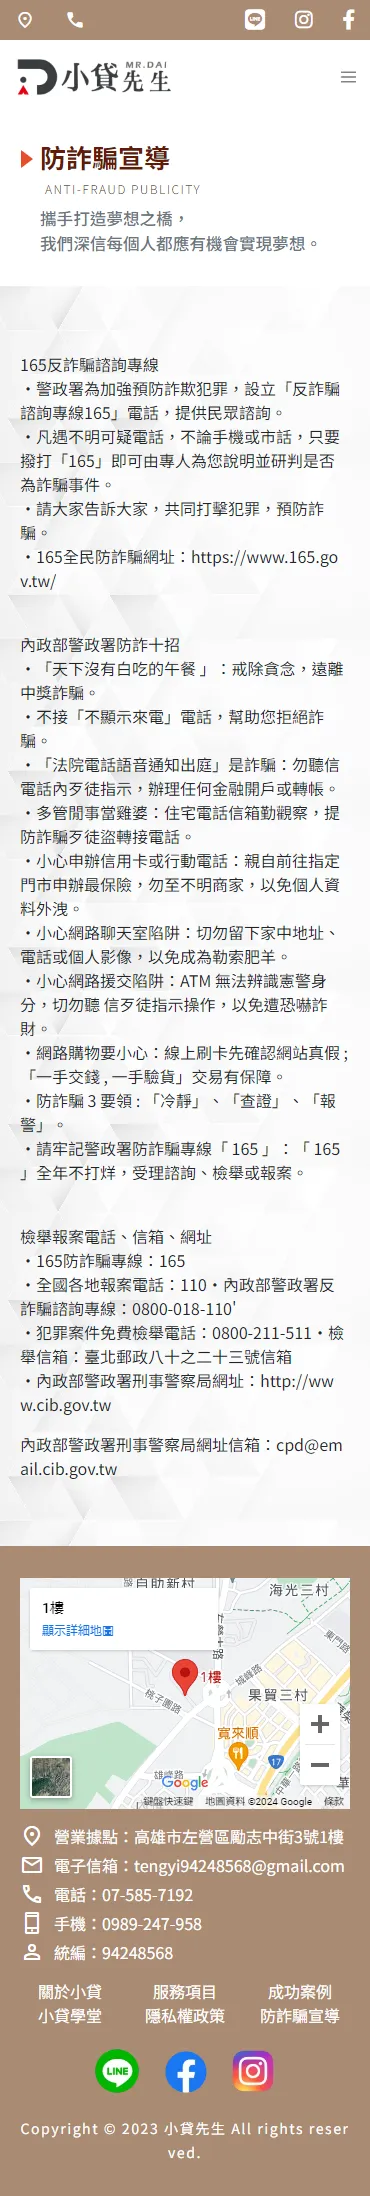 MR.DAI
小貸先生
防詐騙宣導
ANTI-FRAUD PUBLICITY
攜手打造夢想之橋，
我們深信每個人都應有機會實現夢想。
165反詐騙諮詢專線
・警政署為加強預防詐欺犯罪，設立「反詐騙
諮詢專線165」電話，提供民眾諮詢。
・凡遇不明可疑電話，不論手機或市話，只要
撥打「165」即可由專人為您說明並研判是否
為詐騙事件。
・請大家告訴大家，共同打擊犯罪，預防詐
騙。
・165全民防詐騙網址：https://www.165.go
v.tw/
內政部警政署防詐十招
・「天下沒有白吃的午餐 」：戒除貪念，遠離
中獎詐騙。
・不接「不顯示來電」電話，幫助您拒絕詐
騙。
・「法院電話語音通知出庭」是詐騙：勿聽信
電話內歹徒指示，辦理任何金融開戶或轉帳。
・多管閒事當雞婆：住宅電話信箱勤觀察，提
防詐騙歹徒盜轉接電話。
・小心申辦信用卡或行動電話：親自前往指定
門市申辦最保險，勿至不明商家，以免個人資
料外洩。
・小心網路聊天室陷阱：切勿留下家中地址、
電話或個人影像，以免成為勒索肥羊。
・小心網路援交陷阱：ATM 無法辨識憲警身
分，切勿聽 信歹徒指示操作，以免遭恐嚇詐
財。
・網路購物要小心：線上刷卡先確認網站真假 ;
「一手交錢 , 一手驗貨」交易有保障。
・防詐騙 3 要領 : 「冷靜」、「查證」、「報
警」。
・請牢記警政署防詐騙專線「 165 」：「 165
」全年不打烊，受理諮詢、檢舉或報案。
檢舉報案電話、信箱、網址
・165防詐騙專線：165
・全國各地報案電話：110・內政部警政署反
詐騙諮詢專線：0800-018-110'
・犯罪案件免費檢舉電話：0800-211-511・檢
舉信箱：臺北郵政八十之二十三號信箱
・內政部警政署刑事警察局網址：http://ww
w.cib.gov.tw
內政部警政署刑事警察局網址信箱：cpd@em
ail.cib.gov.tw
自助新村
海光三村
1樓
顯示詳細地圖
1樓
桃子園路
城峰路
東門路
果貿三村
寬來順
雄峰路
17
Google
鍵盤快速鍵 地圖資料 ©2024 Google 條款
營業據點：高雄市左營區勵志中街3號1樓
電子信箱：tengyi94248568@gmail.com
電話：07-585-7192
手機：0989-247-958
統編：94248568
關於小貸 服務項目 成功案例
小貸學堂 隱私權政策 防詐騙宣導
LINE
Copyright © 2023 小貸先生 All rights reser
ved.